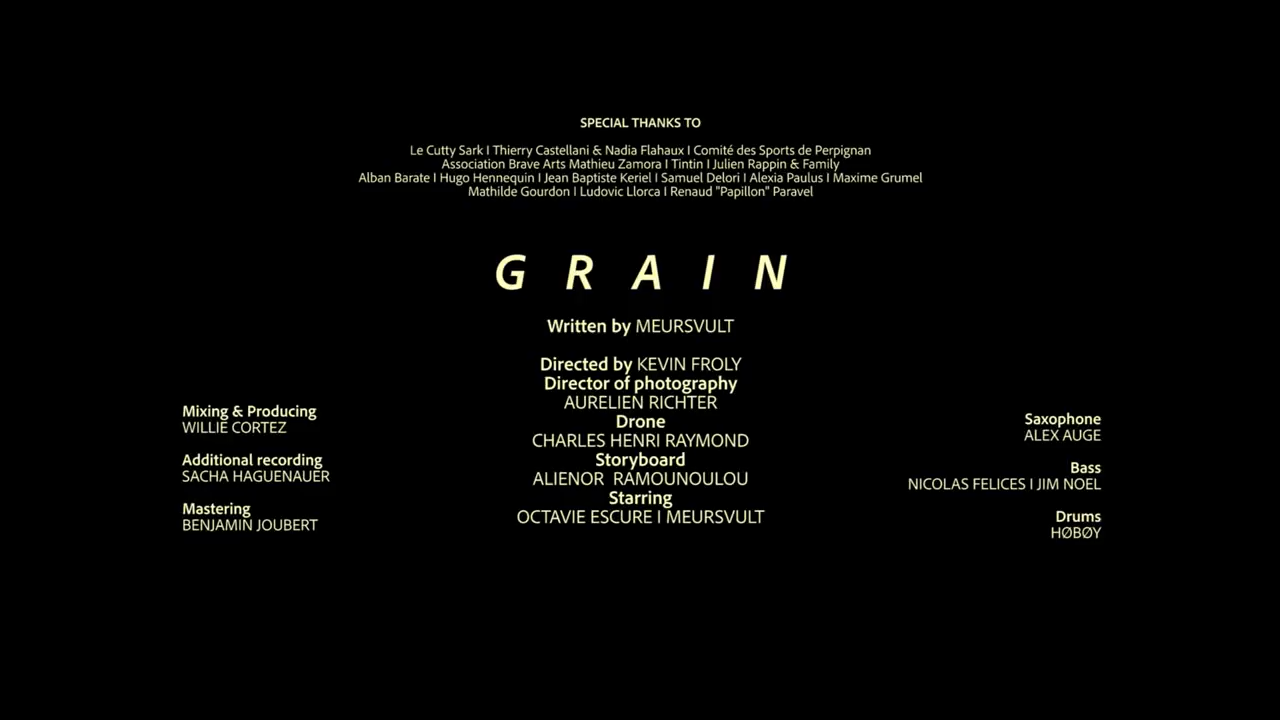 SPECIAL THANKS TO
Le Cutty Sark I Thierry Castellani & Nadia Flahaux I Comité des Sports de Perpignan
Association Brave Arts Mathieu Zamora I Tintin I Julien Rappin & Family
Alban Barate I Hugo Hennequin I Jean Baptiste Keriel I Samuel Delori I Alexia Paulus I Maxime Grumel
Mathilde Gourdon I Ludovic Llorca I Renaud "Papillon" Paravel
G R A I N
Written by MEURSVULT
Directed by KEVIN FROLY
Director of photography
AURELIEN RICHTER
Drone
CHARLES HENRI RAYMOND
Storyboard
ALIENOR RAMOUNOULOU
Starring
OCTAVIE ESCURE I MEURSVULT
Mixing & Producing
WILLIE CORTEZ
Additional recording
SACHA HAGUENAUER
Mastering
BENJAMIN JOUBERT
Saxophone
ALEX AUGE
Bass
NICOLAS FELICES I JIM NOEL
Drums
HØBØY